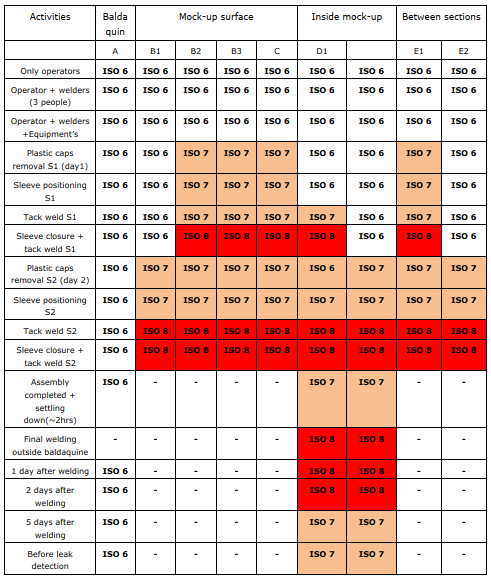 Activities Balda Mock-up surface Inside mock-up Between sections
quin
A B1 B2 B3 C D1 E1 E2
Only operators ISO 6 ISO 6 ISO 6 ISO 6 ISO 6 ISO 6 ISO 6 ISO 6 ISO 6
Operator + welders ISO 6 ISO 6 ISO 6 ISO 6 ISO 6 ISO 6 ISO 6 ISO 6 ISO 6
(3 people)
Operator + welders ISO 6 ISO 6 ISO 6 ISO 6 ISO 6 ISO 6 ISO 6 ISO 6 ISO 6
+Equipment's
Plastic caps ISO 6 ISO 6 ISO 7 ISO 7 ISO 7 ISO 6 ISO 6 ISO 7 ISO 6
removal S1 (day1)
Sleeve positioning ISO 6 ISO 6 ISO 7 ISO 7 ISO 7 ISO 6 ISO 6 ISO 7 ISO 6
S1
Tack weld S1 ISO 6 ISO 6 ISO 7 ISO 7 ISO 7 ISO 7 ISO 6 ISO 7 ISO 6
Sleeve closure + ISO 6 ISO 6 ISO 8 ISO 8 ISO 8 ISO 8 ISO 6 ISO 8 ISO 6
tack weld S1
Plastic caps ISO 6 ISO 7 ISO 7 ISO 7 ISO 7 ISO 6 ISO 7 ISO 7 ISO 7
removal S2 (day 2)
Sleeve positioning ISO 6 ISO 7 ISO 7 ISO 7 ISO 7 ISO 7 ISO 7 ISO 7 ISO 7
S2
Tack weld S2 ISO 6 ISO 8 ISO 8 ISO 8 ISO 8 ISO 8 ISO 8 ISO 8 ISO 8
Sleeve closure + ISO 6 ISO 8 ISO 8 ISO 8 ISO 8 ISO 8 ISO 8 ISO 8 ISO 8
tack weld S2
Assembly ISO 6 - - - - ISO 7 ISO 7 - -
completed +
settling
down(~2hrs)
Final welding - - - - - ISO 8 ISO 8 - -
outside baldaquine
1 day after welding ISO 6 - - - - ISO 8 ISO 8 - -
2 days after ISO 6 - - - - ISO 8 ISO 8 - -
welding
5 days after ISO 6 - - - - ISO 7 ISO 7 - -
welding
Before leak ISO 6 - - - - ISO 7 ISO 7 - -
detection